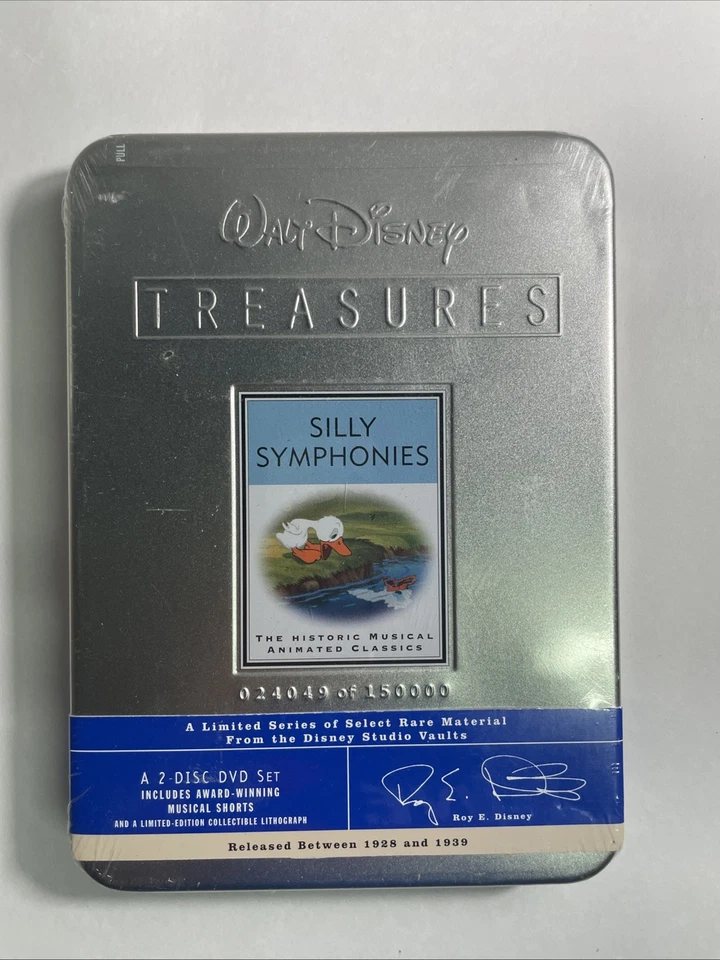 PULL
WALT DISNEY
TREASURES
SILLY
SYMPHONIES
THE HISTORIC MUSICAL
ANIMATED CLASSICS
024049 of 150000
A Limited Series of Select Rare Material
From the Disney Studio Vaults
A 2-DISC DVD SET
INCLUDES AWARD-WINNING
MUSICAL SHORTS
AND A LIMITED-EDITION COLLECTIBLE LITHOGRAPH
Roy E. Disney
Roy E. Disney
Released Between 1928 and 1939